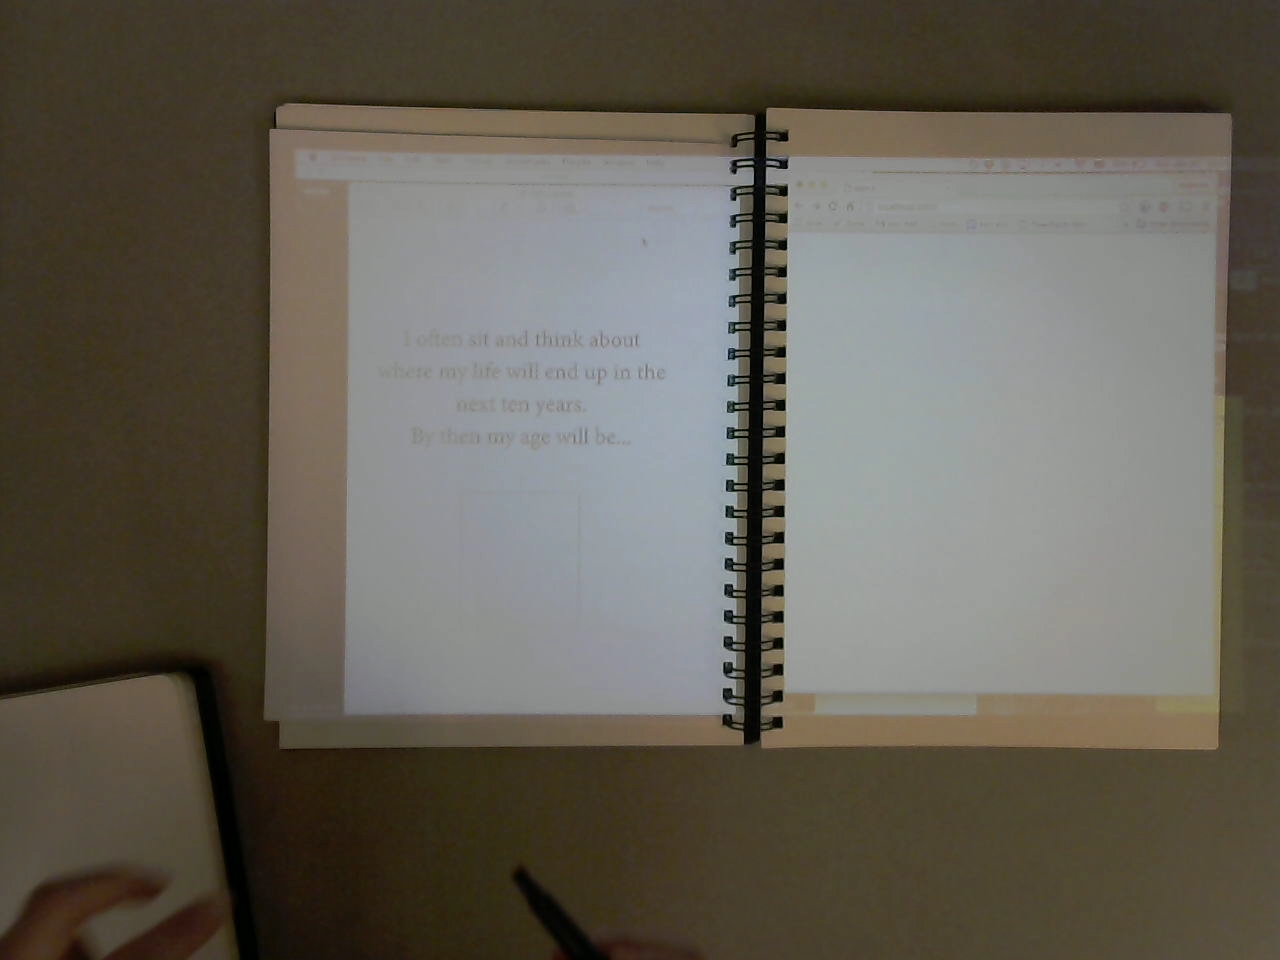 I often sit and think about
where my life will end up in the
next ten years.
By then my age will be...